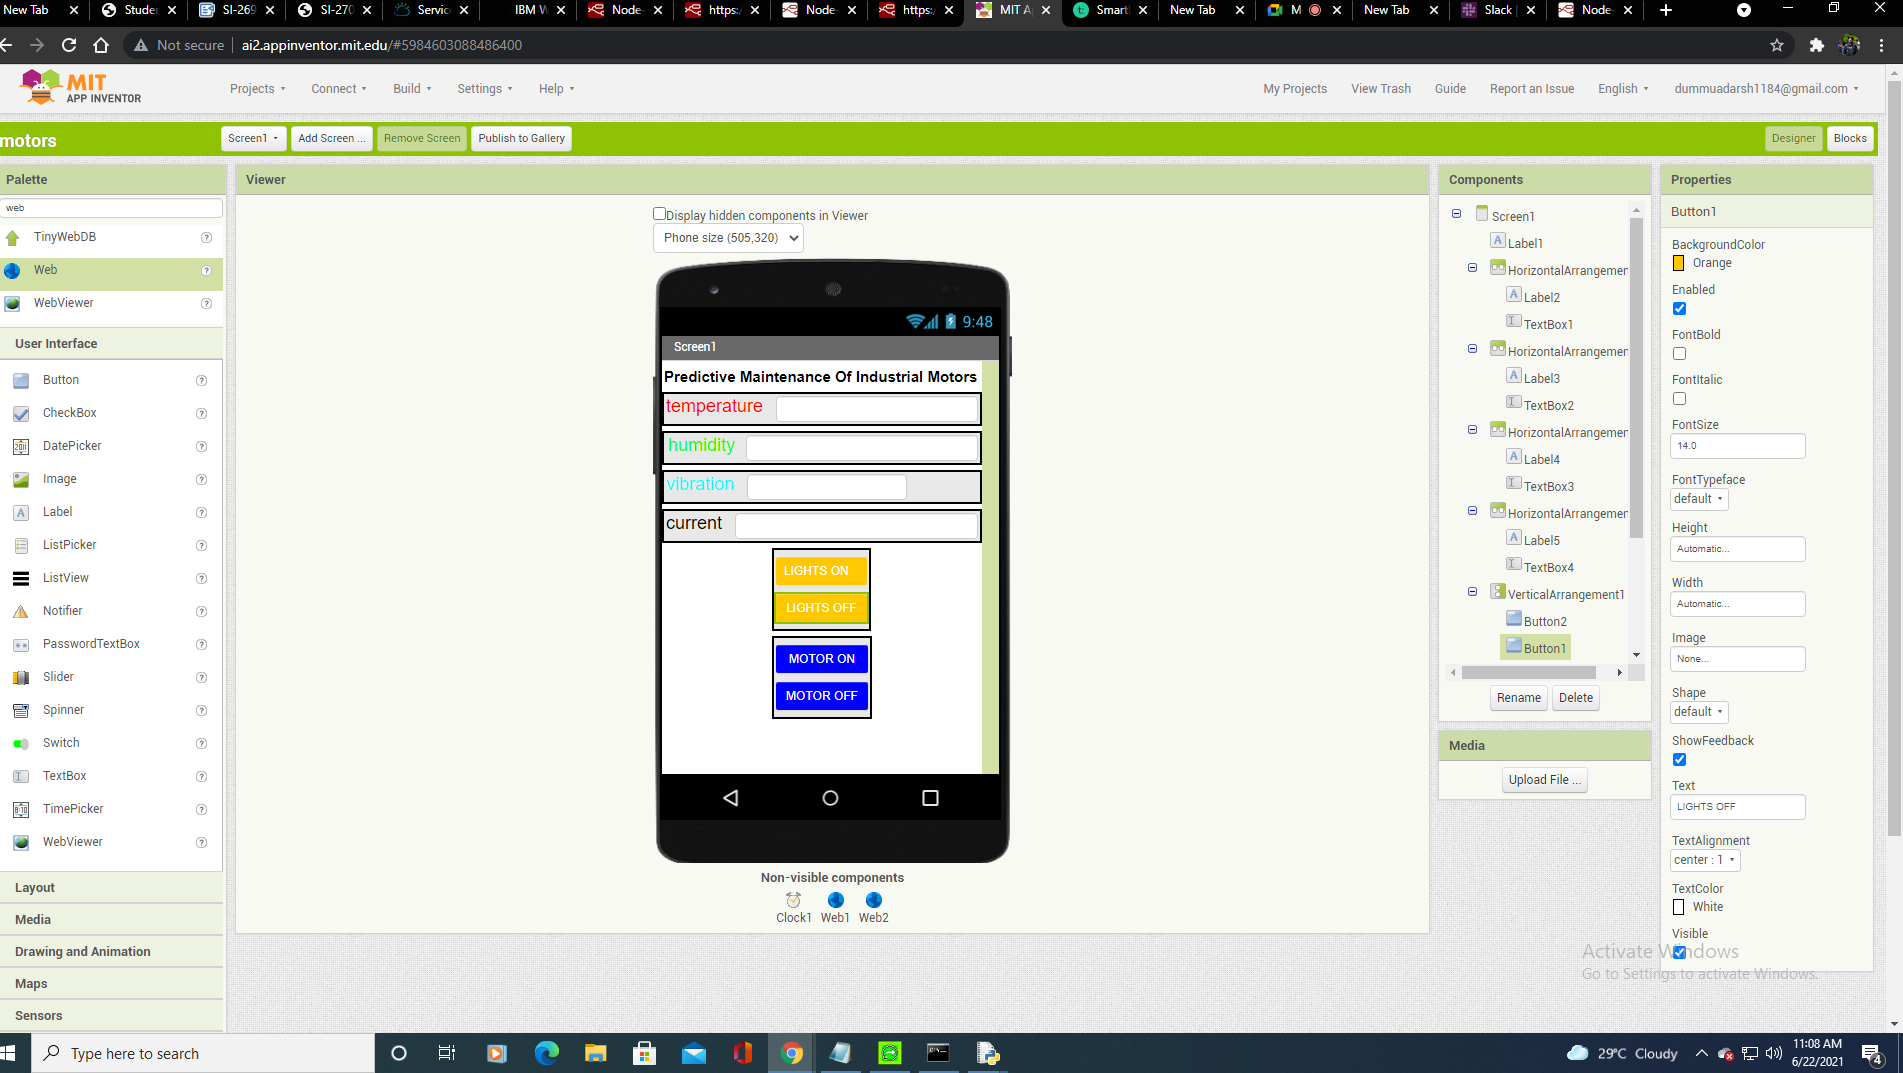 New Tab
Studer
SI-269
SI-270
Servic
IBM W
Node-
https:/
Node-
https:/
MIT A
Smart
New Tab
M
New Tab
Slack
Node-
Not secure
ai2.appinventor.mit.edu/#5984603088486400
MIT
APP INVENTOR
Projects
Connect
Build
Settings
Help
My Projects
View Trash
Guide
Report an Issue
English
dummuadarsh1184@gmail.com
motors
Screen1
Add Screen ...
Remove Screen
Publish to Gallery
Designer
Blocks
Palette
web
TinyWebDB
Web
WebViewer
User Interface
Button
CheckBox
DatePicker
Image
Label
ListPicker
ListView
Notifier
PasswordTextBox
Slider
Spinner
Switch
TextBox
TimePicker
WebViewer
Layout
Media
Drawing and Animation
Maps
Sensors
Viewer
Display hidden components in Viewer
Phone size (505,320)
9:48
Screen1
Predictive Maintenance Of Industrial Motors
temperature
humidity
vibration
current
LIGHTS ON
LIGHTS OFF
MOTOR ON
MOTOR OFF
Non-visible components
Clock1
Web1
Web2
Components
Screen1
Label1
HorizontalArrangemer
Label2
TextBox1
HorizontalArrangemer
Label3
TextBox2
HorizontalArrangemer
Label4
TextBox3
HorizontalArrangemer
Label5
TextBox4
VerticalArrangement1
Button2
Button1
Rename
Delete
Media
Upload File ...
Properties
Button1
BackgroundColor
Orange
Enabled
FontBold
FontItalic
FontSize
14.0
FontTypeface
default
Height
Automatic...
Width
Automatic...
Image
None...
Shape
default
ShowFeedback
Text
LIGHTS OFF
TextAlignment
center : 1
TextColor
White
Visible
Activate Windows
Go to Settings to activate Windows.
Type here to search
29°C Cloudy
11:08 AM
6/22/2021
4